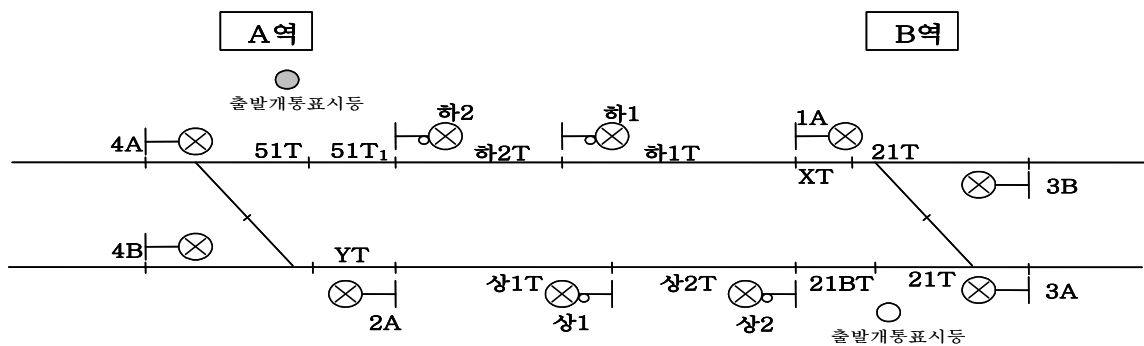 A역
B역
출발개통표시등
하2
하1
1A
4A
51T
51T₁
하2T
하1T
21T
XT
3B
4B
YT
상1T
상2T
21BT
21T
3A
2A
상1
상2
출발개통표시등